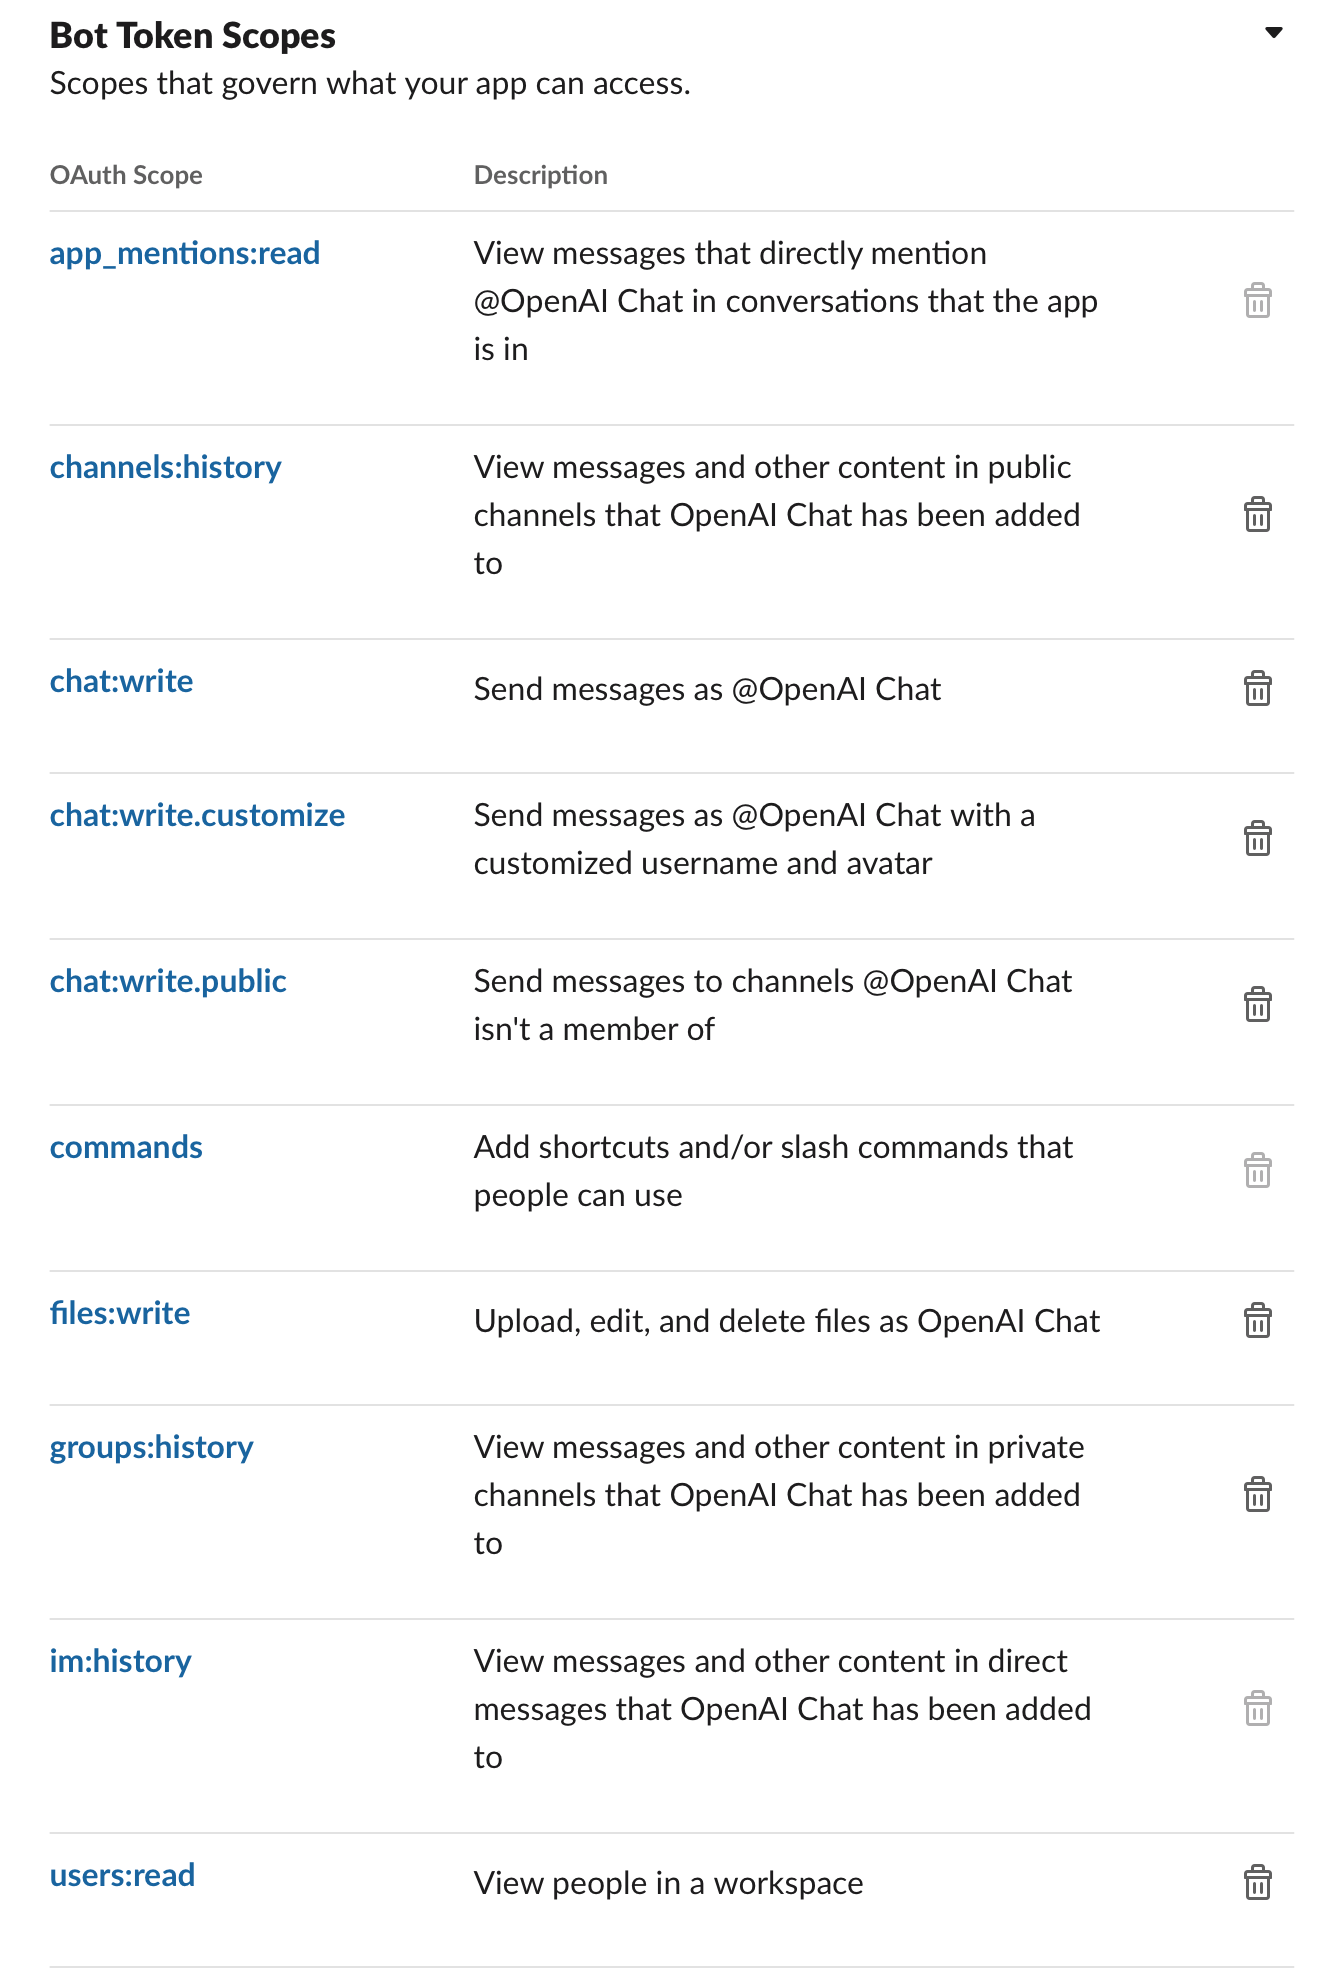 Bot Token Scopes
Scopes that govern what your app can access.
OAuth Scope
Description
app_mentions:read
View messages that directly mention
@OpenAI Chat in conversations that the app
is in
channels:history
View messages and other content in public
channels that OpenAI Chat has been added
to
chat:write
Send messages as @OpenAI Chat
chat:write.customize
Send messages as @OpenAI Chat with a
customized username and avatar
chat:write.public
Send messages to channels @OpenAI Chat
isn't a member of
commands
Add shortcuts and/or slash commands that
people can use
files:write
Upload, edit, and delete files as OpenAI Chat
groups:history
View messages and other content in private
channels that OpenAI Chat has been added
to
im:history
View messages and other content in direct
messages that OpenAI Chat has been added
to
users:read
View people in a workspace